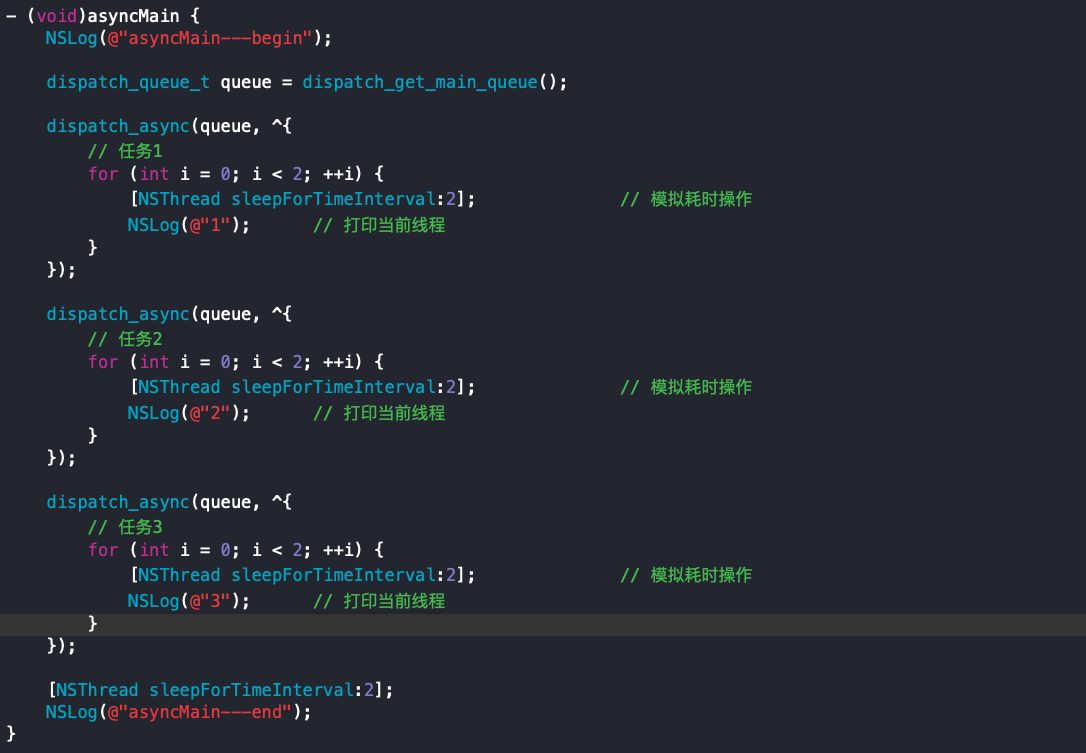 - (void)asyncMain {
    NSLog(@"asyncMain---begin");
    dispatch_queue_t queue = dispatch_get_main_queue();
    dispatch_async(queue, ^{
        // 任务1
        for (int i = 0; i < 2; ++i) {
            [NSThread sleepForTimeInterval:2];              // 模拟耗时操作
            NSLog(@"1");      // 打印当前线程
        }
    });
    dispatch_async(queue, ^{
        // 任务2
        for (int i = 0; i < 2; ++i) {
            [NSThread sleepForTimeInterval:2];              // 模拟耗时操作
            NSLog(@"2");      // 打印当前线程
        }
    });
    dispatch_async(queue, ^{
        // 任务3
        for (int i = 0; i < 2; ++i) {
            [NSThread sleepForTimeInterval:2];              // 模拟耗时操作
            NSLog(@"3");      // 打印当前线程
        }
    });
    [NSThread sleepForTimeInterval:2];
    NSLog(@"asyncMain---end");
}